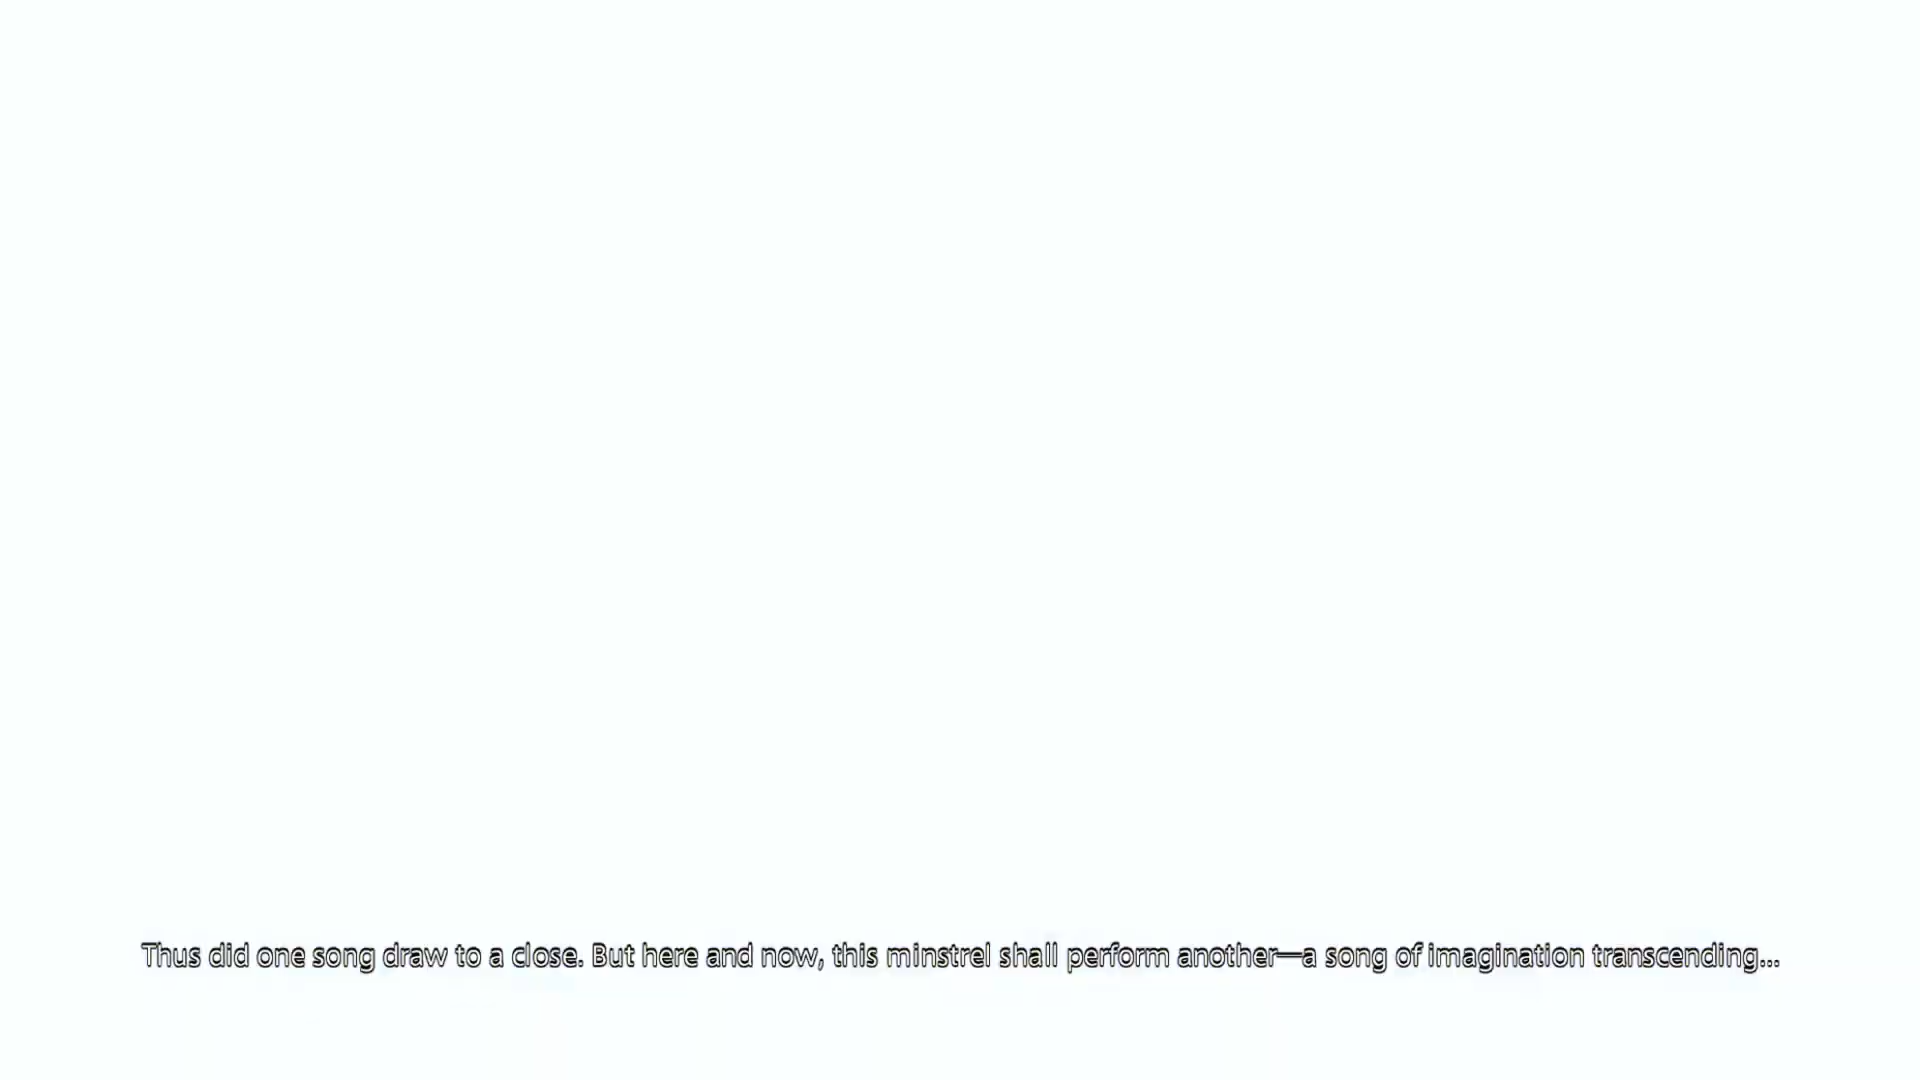 Thus did one song draw to a close. But here and now, this minstrel shall perform another—a song of imagination transcending...